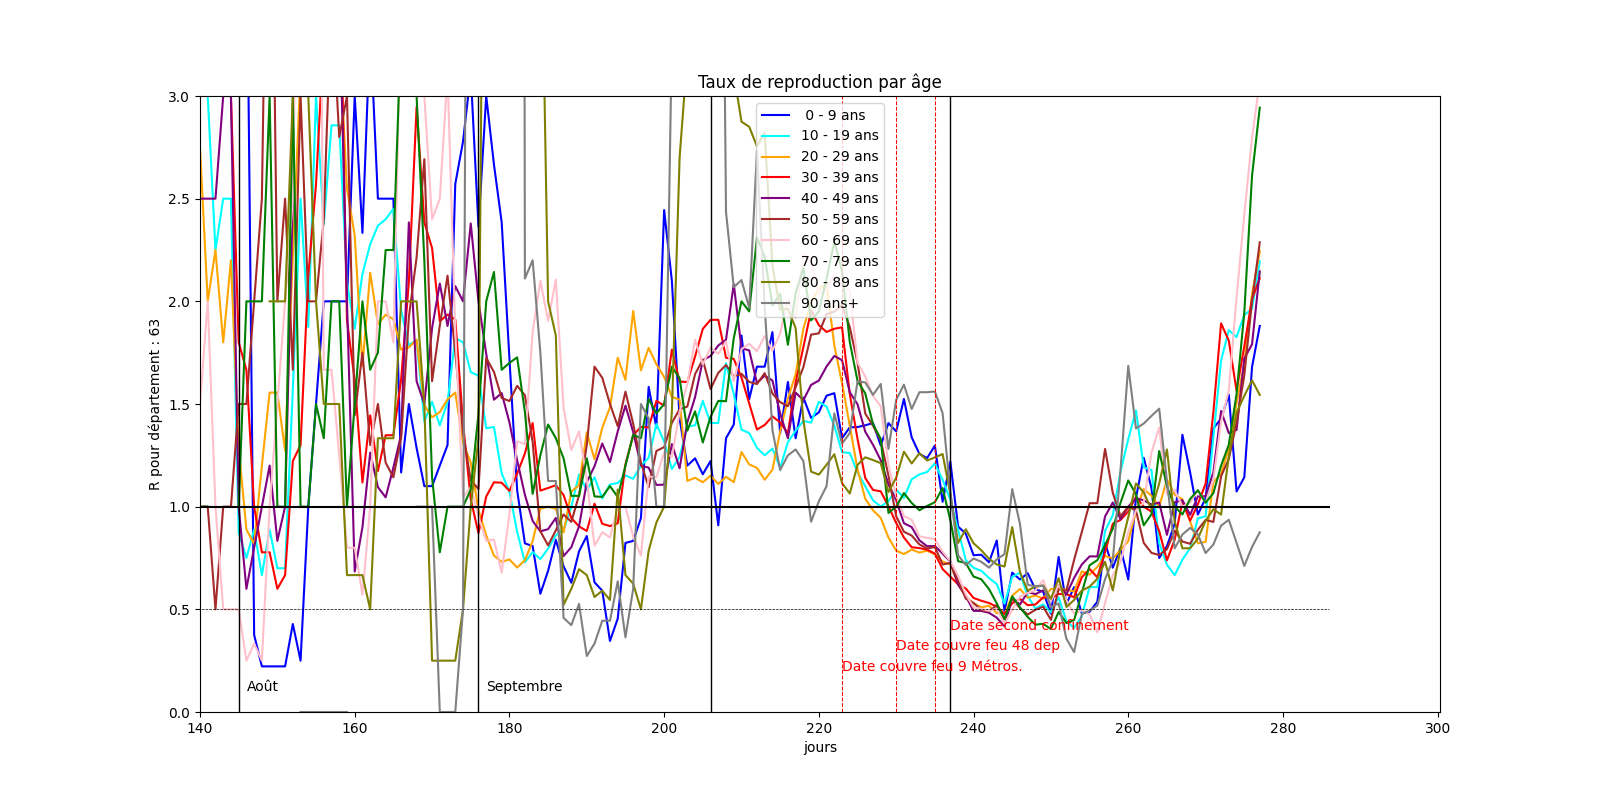 Taux de reproduction par âge
R pour département : 63
3.0
2.5
2.0
1.5
1.0
0.5
0.0
0 - 9 ans
10 - 19 ans
20 - 29 ans
30 - 39 ans
40 - 49 ans
50 - 59 ans
60 - 69 ans
70 - 79 ans
80 - 89 ans
90 ans+
Date second confinement
Date couvre feu 48 dep
Date couvre feu 9 Métros.
Août
Septembre
140 160 180 200 220 240 260 280 300
jours